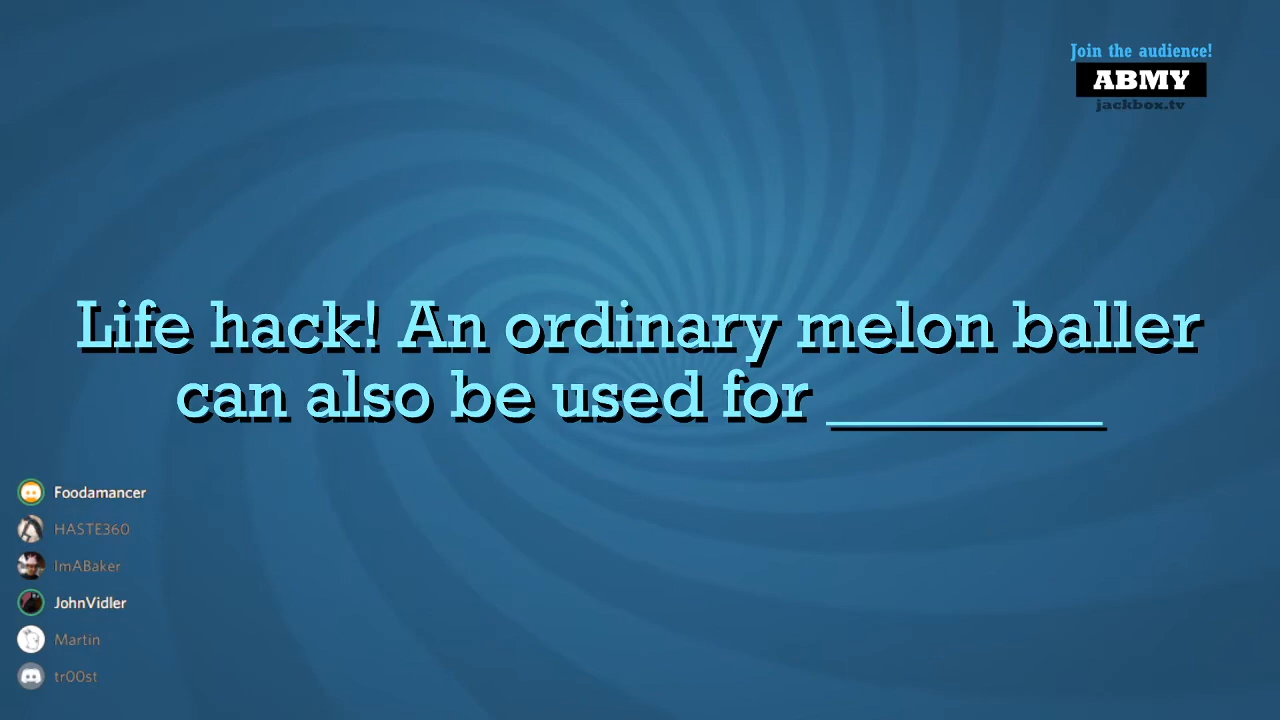 Join the audience!
ABMY
jackbox.tv
Life hack! An ordinary melon baller
can also be used for __________
Foodamancer
HASTE360
ImABaker
JohnVidler
Martin
tr00st